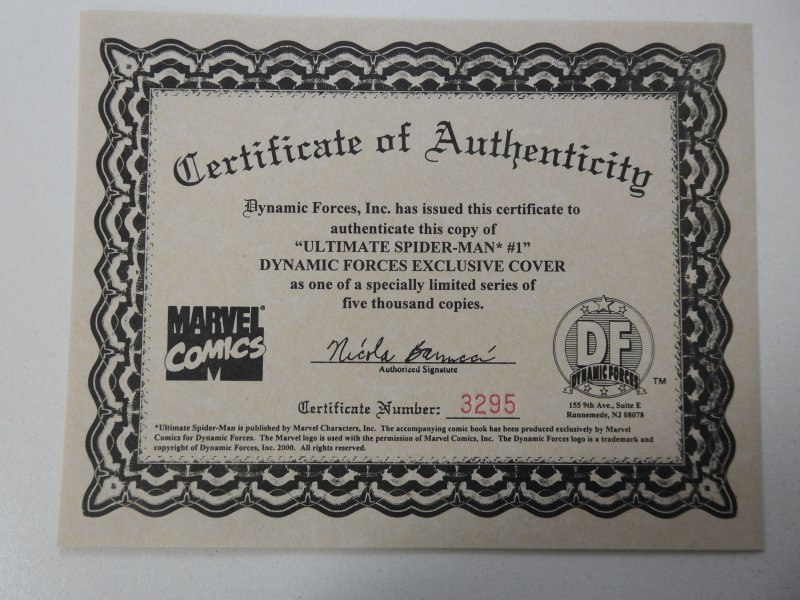 Certificate of Authenticity
Dynamic Forces, Inc. has issued this certificate to
authenticate this copy of
“ULTIMATE SPIDER-MAN* #1”
DYNAMIC FORCES EXCLUSIVE COVER
as one of a specially limited series of
five thousand copies.
MARVEL®
COMICS
M
Nicola Barrucci
Authorized Signature
DF
DYNAMIC FORCES
TM
155 9th Ave., Suite E
Runnemede, NJ 08078
Certificate Number: 3295
*Ultimate Spider-Man is published by Marvel Characters, Inc. The accompanying comic book has been produced exclusively by Marvel
Comics for Dynamic Forces. The Marvel logo is used with the permission of Marvel Comics, Inc. The Dynamic Forces logo is a trademark and
copyright of Dynamic Forces, Inc. 2000. All rights reserved.